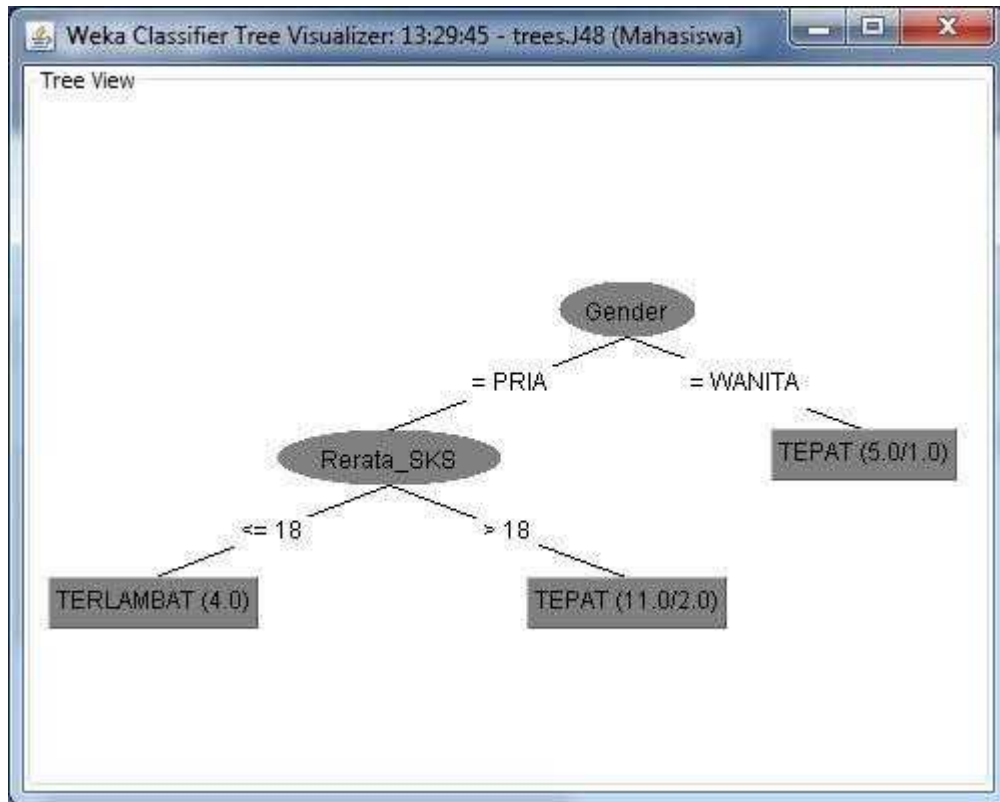 Weka Classifier Tree Visualizer: 13:29:45 - trees.J48 (Mahasiswa)
Tree View
Gender
= PRIA
= WANITA
Rerata_SKS
TEPAT (5.0/1.0)
<= 18
> 18
TERLAMBAT (4.0)
TEPAT (11.0/2.0)